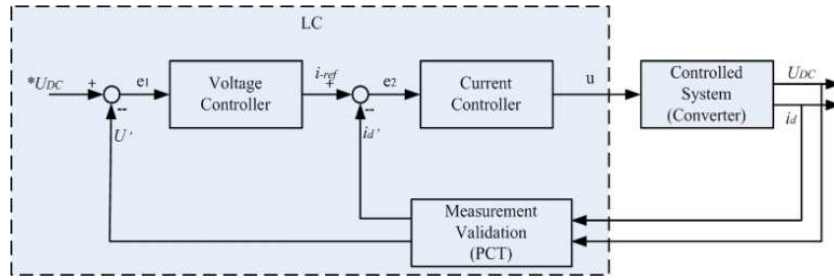 LC
*UDC + e1 Voltage Controller i-ref + e2 Current Controller u Controlled System (Converter) UDC
-- U' -- id' id
Measurement Validation (PCT)